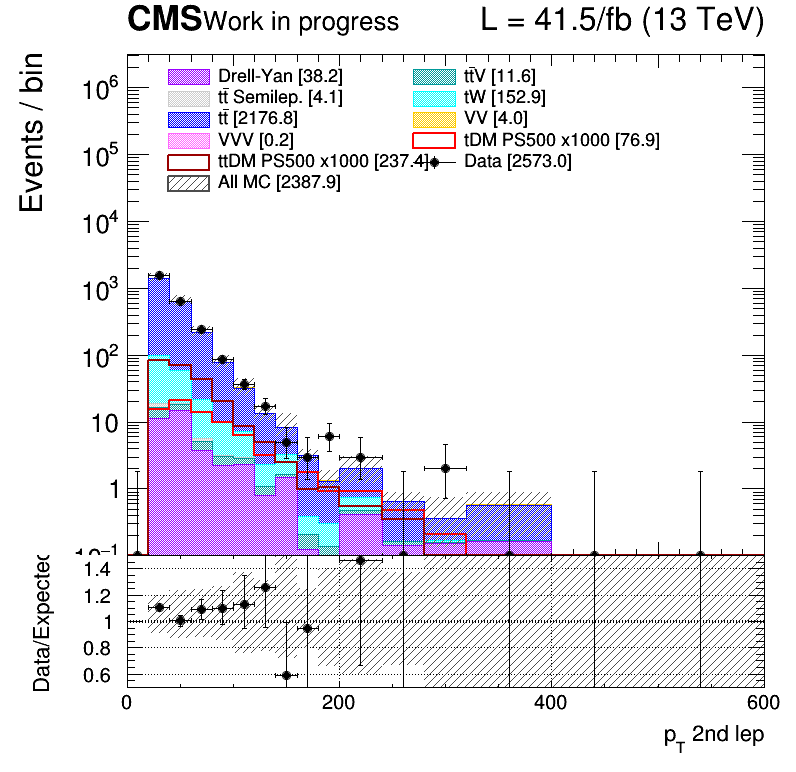 CMS Work in progress L = 41.5/fb (13 TeV)
Events / bin
Drell-Yan [38.2] tt̄V [11.6]
tt̄ Semilep. [4.1] tW [152.9]
tt̄ [2176.8] VV [4.0]
VVV [0.2] tDM PS500 x1000 [76.9]
ttDM PS500 x1000 [237.4] Data [2573.0]
All MC [2387.9]
10⁶
10⁵
10⁴
10³
10²
10
1
10⁻¹
Data/Expected
1.4
1.2
1
0.8
0.6
0 200 400 600
p_T 2nd lep